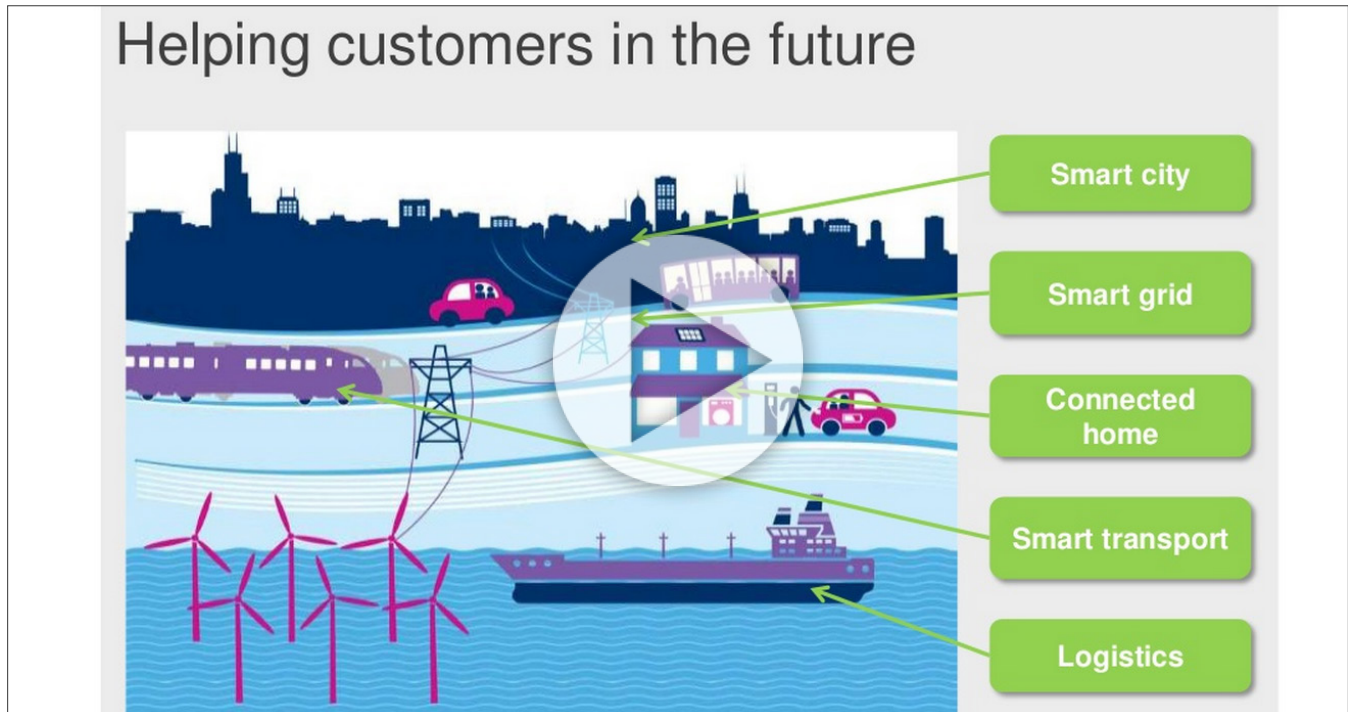 Helping customers in the future
Smart city
Smart grid
Connected
home
Smart transport
Logistics